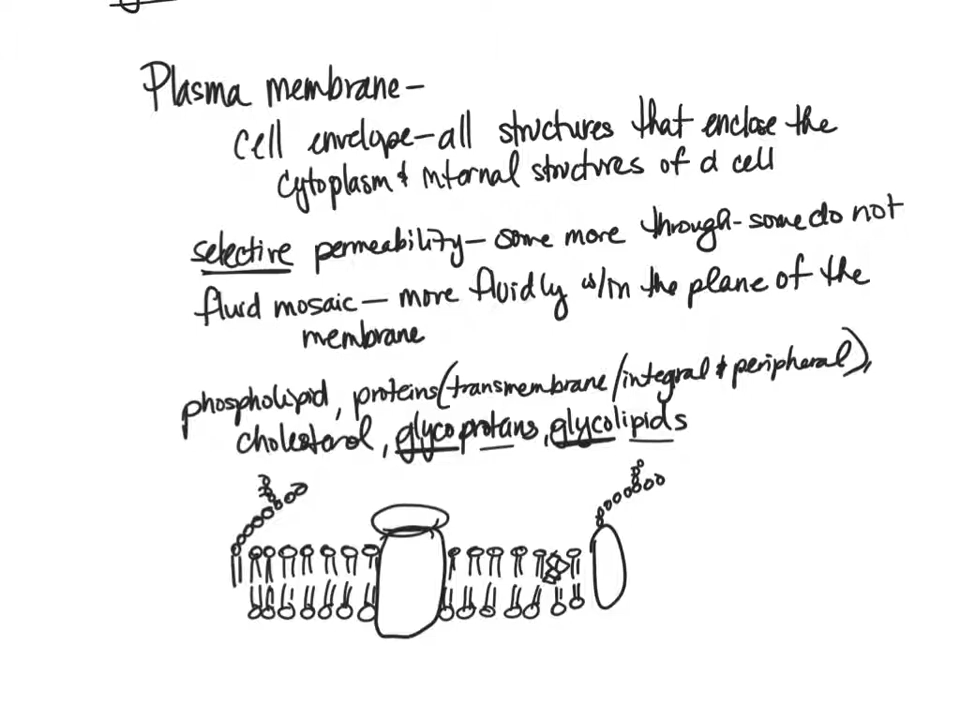 Plasma membrane-
cell envelope-all structures that enclose the
cytoplasm & internal structures of a cell
selective permeability- some more through-some do not
fluid mosaic- more fluidly w/in the plane of the
membrane
phospholipid, proteins(transmembrane/integral & peripheral),
cholesterol, glycoproteins, glycolipids